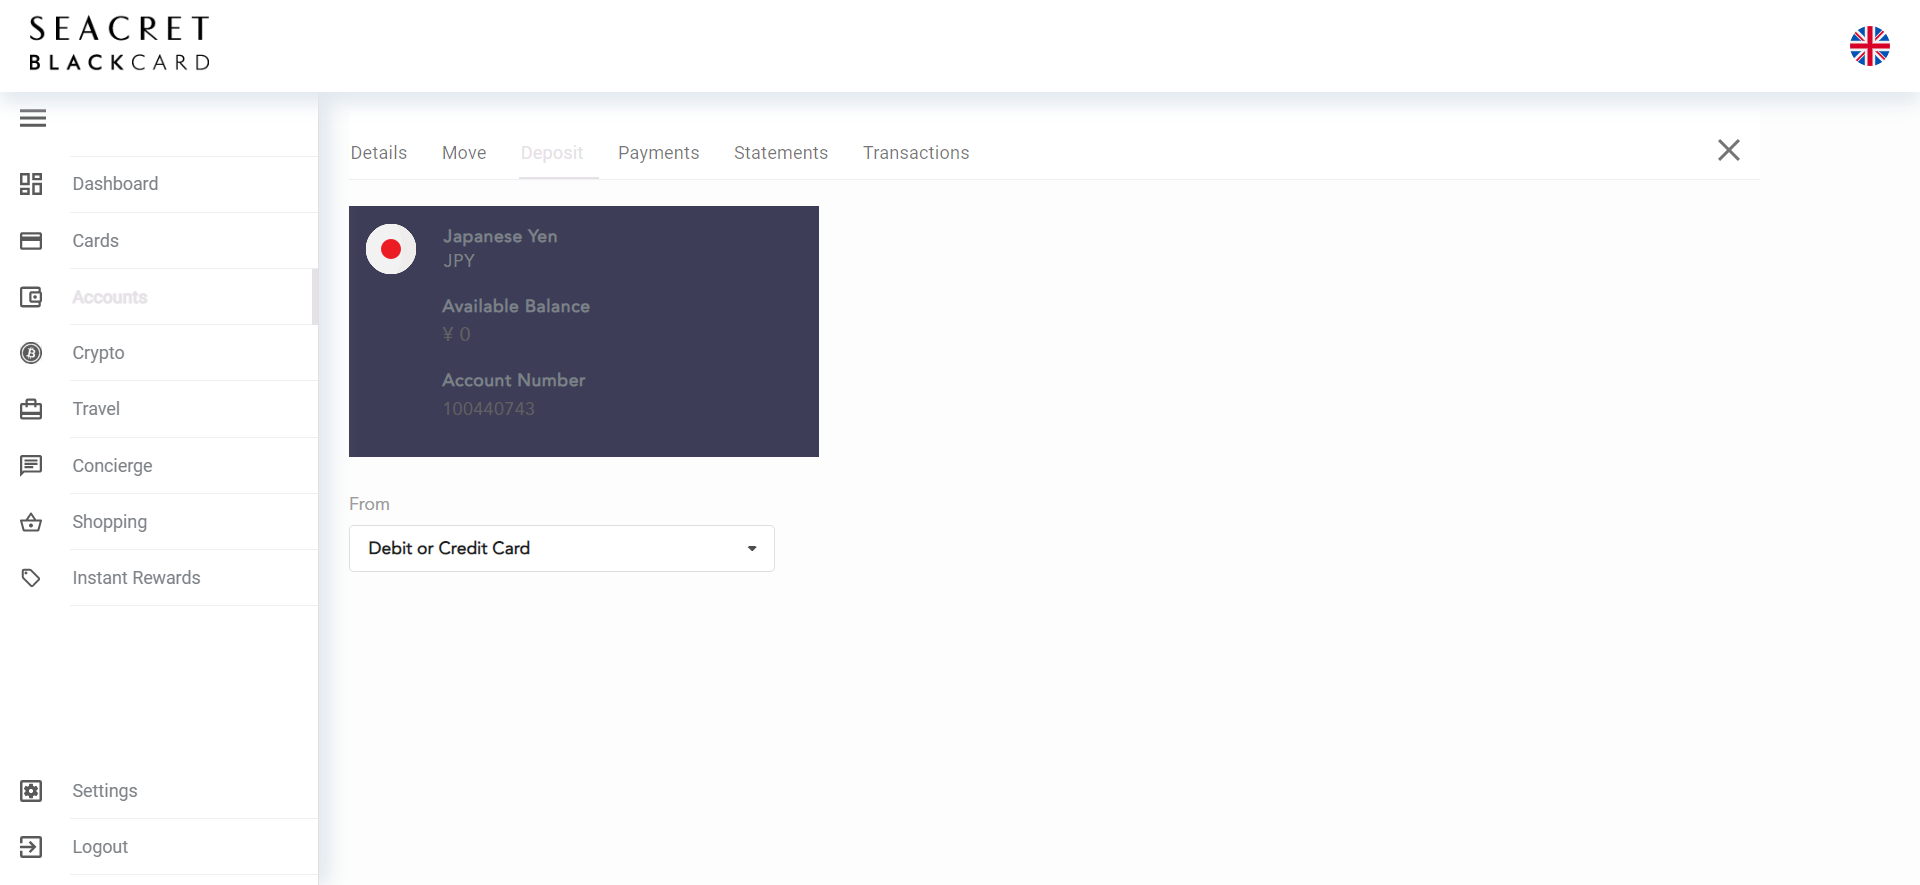 SEACRET
BLACKCARD
Details
Move
Deposit
Payments
Statements
Transactions
Dashboard
Cards
Accounts
Crypto
Travel
Concierge
Shopping
Instant Rewards
Settings
Logout
Japanese Yen
JPY
Available Balance
¥ 0
Account Number
100440743
From
Debit or Credit Card